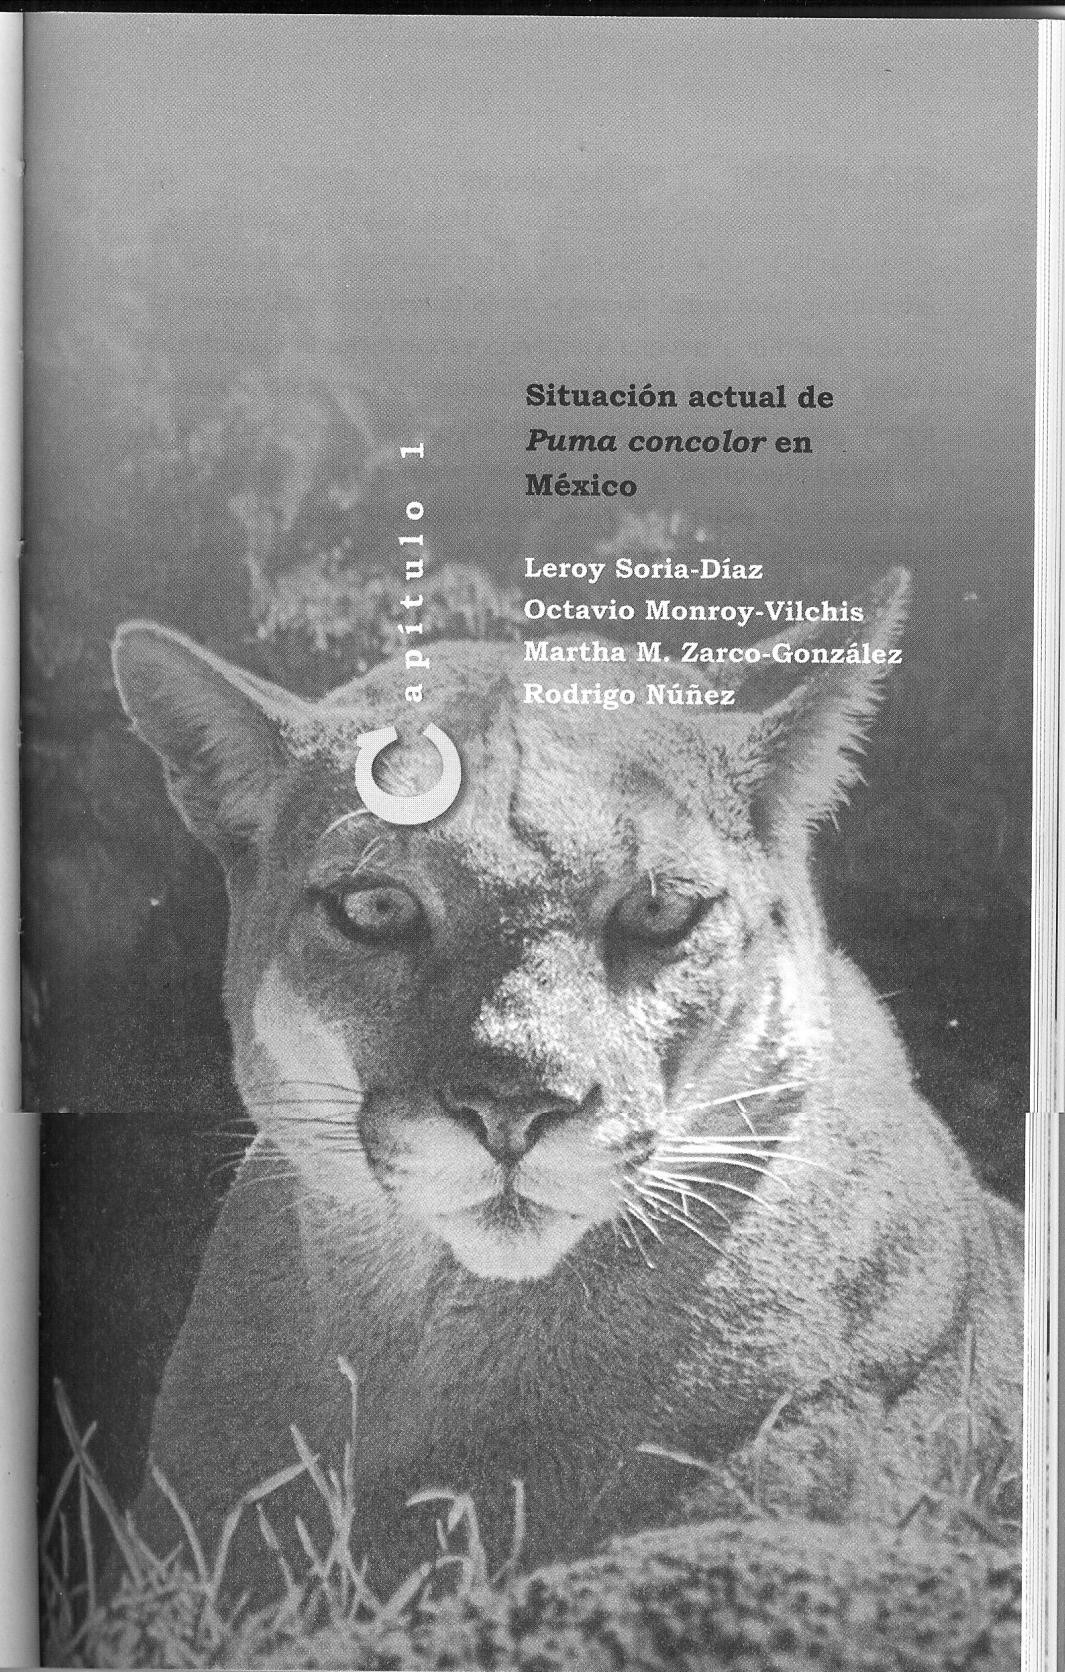 Capítulo 1
Situación actual de
Puma concolor en
México
Leroy Soria-Díaz
Octavio Monroy-Vilchis
Martha M. Zarco-González
Rodrigo Núñez